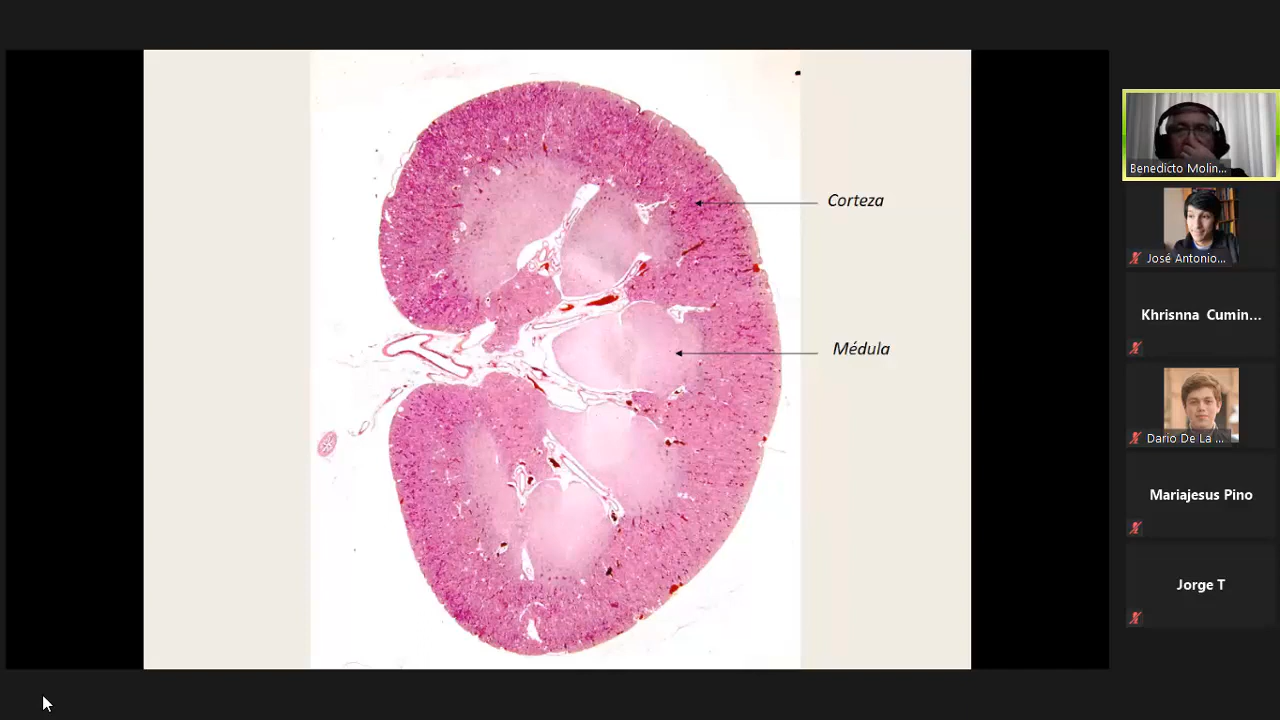 Corteza
Médula
Benedicto Molin...
José Antonio...
Khrisnna Cumin...
Dario De La ...
Mariajesus Pino
Jorge T